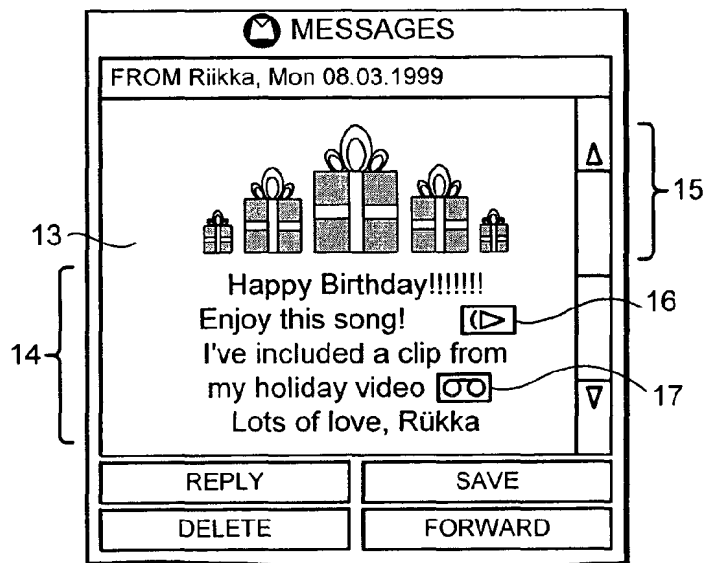 MESSAGES
FROM Riikka, Mon 08.03.1999
15
13
Happy Birthday!!!!!!!
Enjoy this song!
16
I've included a clip from
14
my holiday video
17
Lots of love, Rükka
REPLY SAVE
DELETE FORWARD